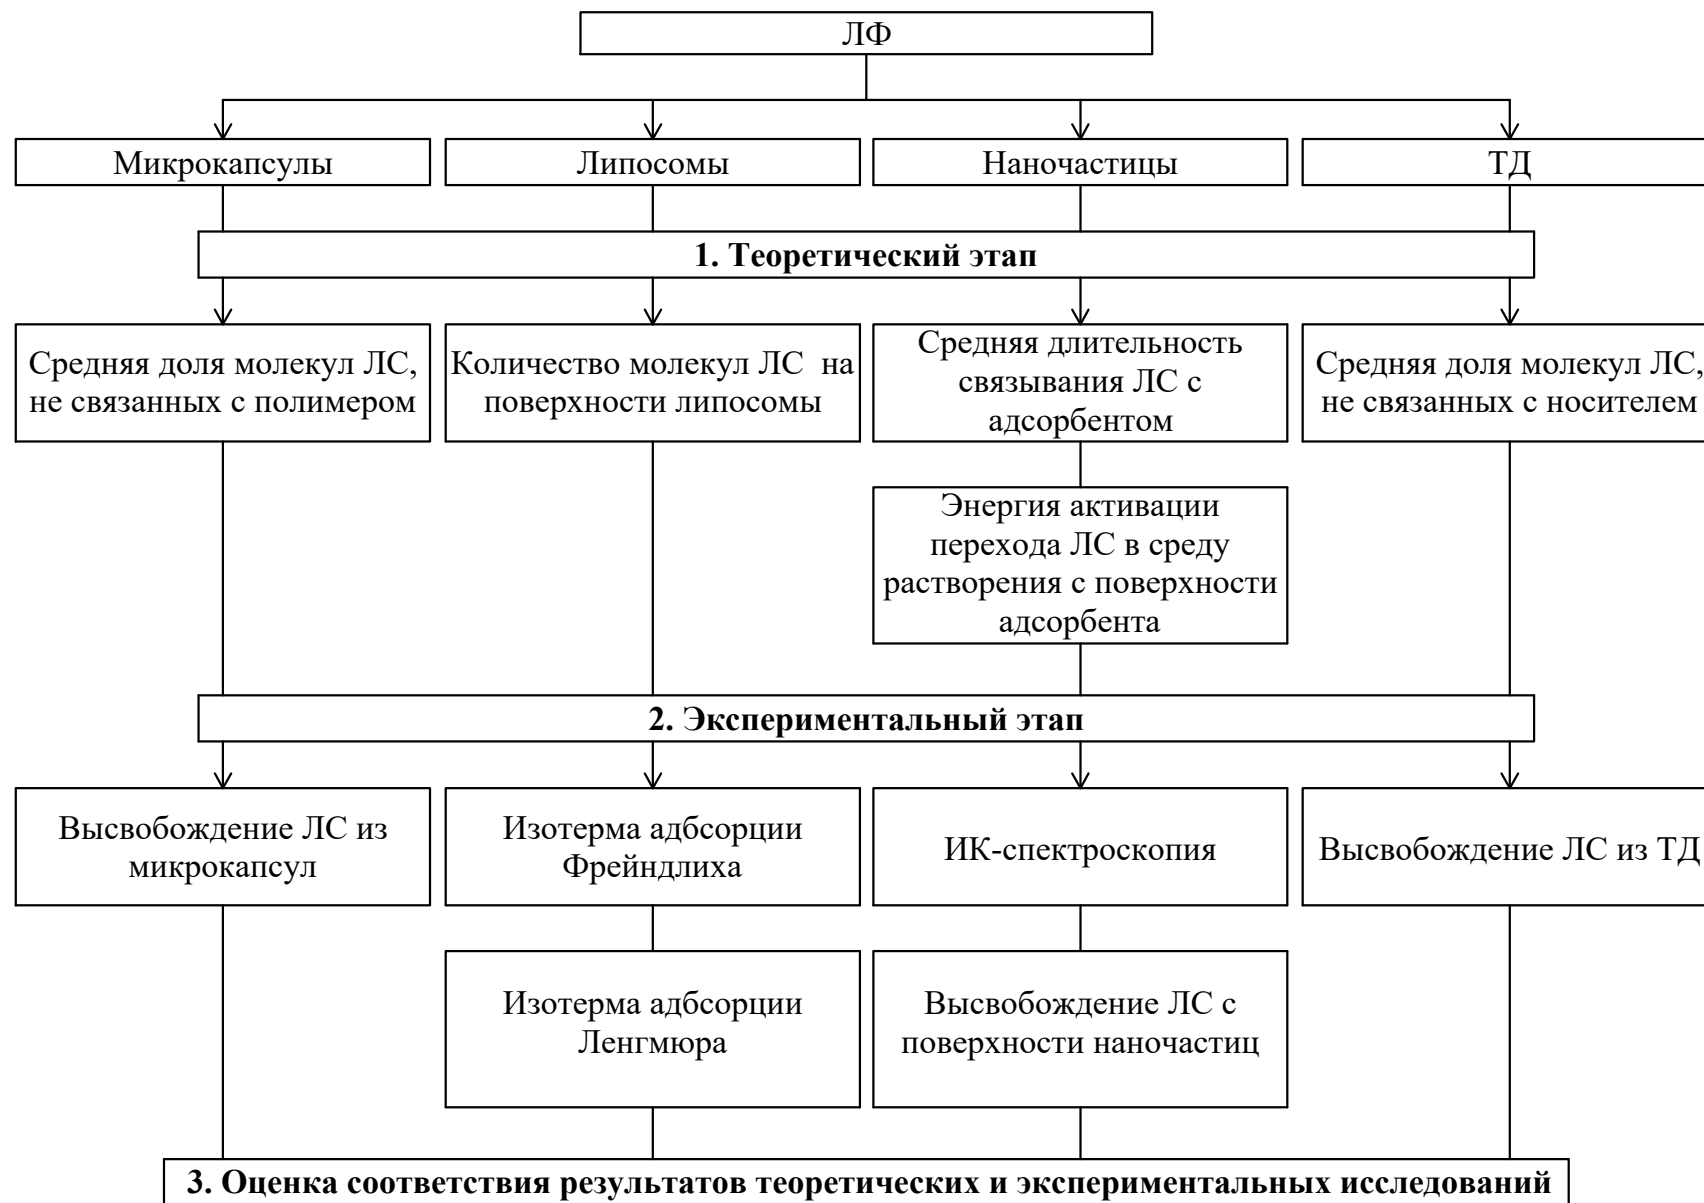 ЛФ
Микрокапсулы
Липосомы
Наночастицы
ТД
1. Теоретический этап
Средняя доля молекул ЛС,
не связанных с полимером
Количество молекул ЛС на
поверхности липосомы
Средняя длительность
связывания ЛС с
адсорбентом
Средняя доля молекул ЛС,
не связанных с носителем
Энергия активации
перехода ЛС в среду
растворения с поверхности
адсорбента
2. Экспериментальный этап
Высвобождение ЛС из
микрокапсул
Изотерма адбсорции
Фрейндлиха
ИК-спектроскопия
Высвобождение ЛС из ТД
Изотерма адбсорции
Ленгмюра
Высвобождение ЛС с
поверхности наночастиц
3. Оценка соответствия результатов теоретических и экспериментальных исследований